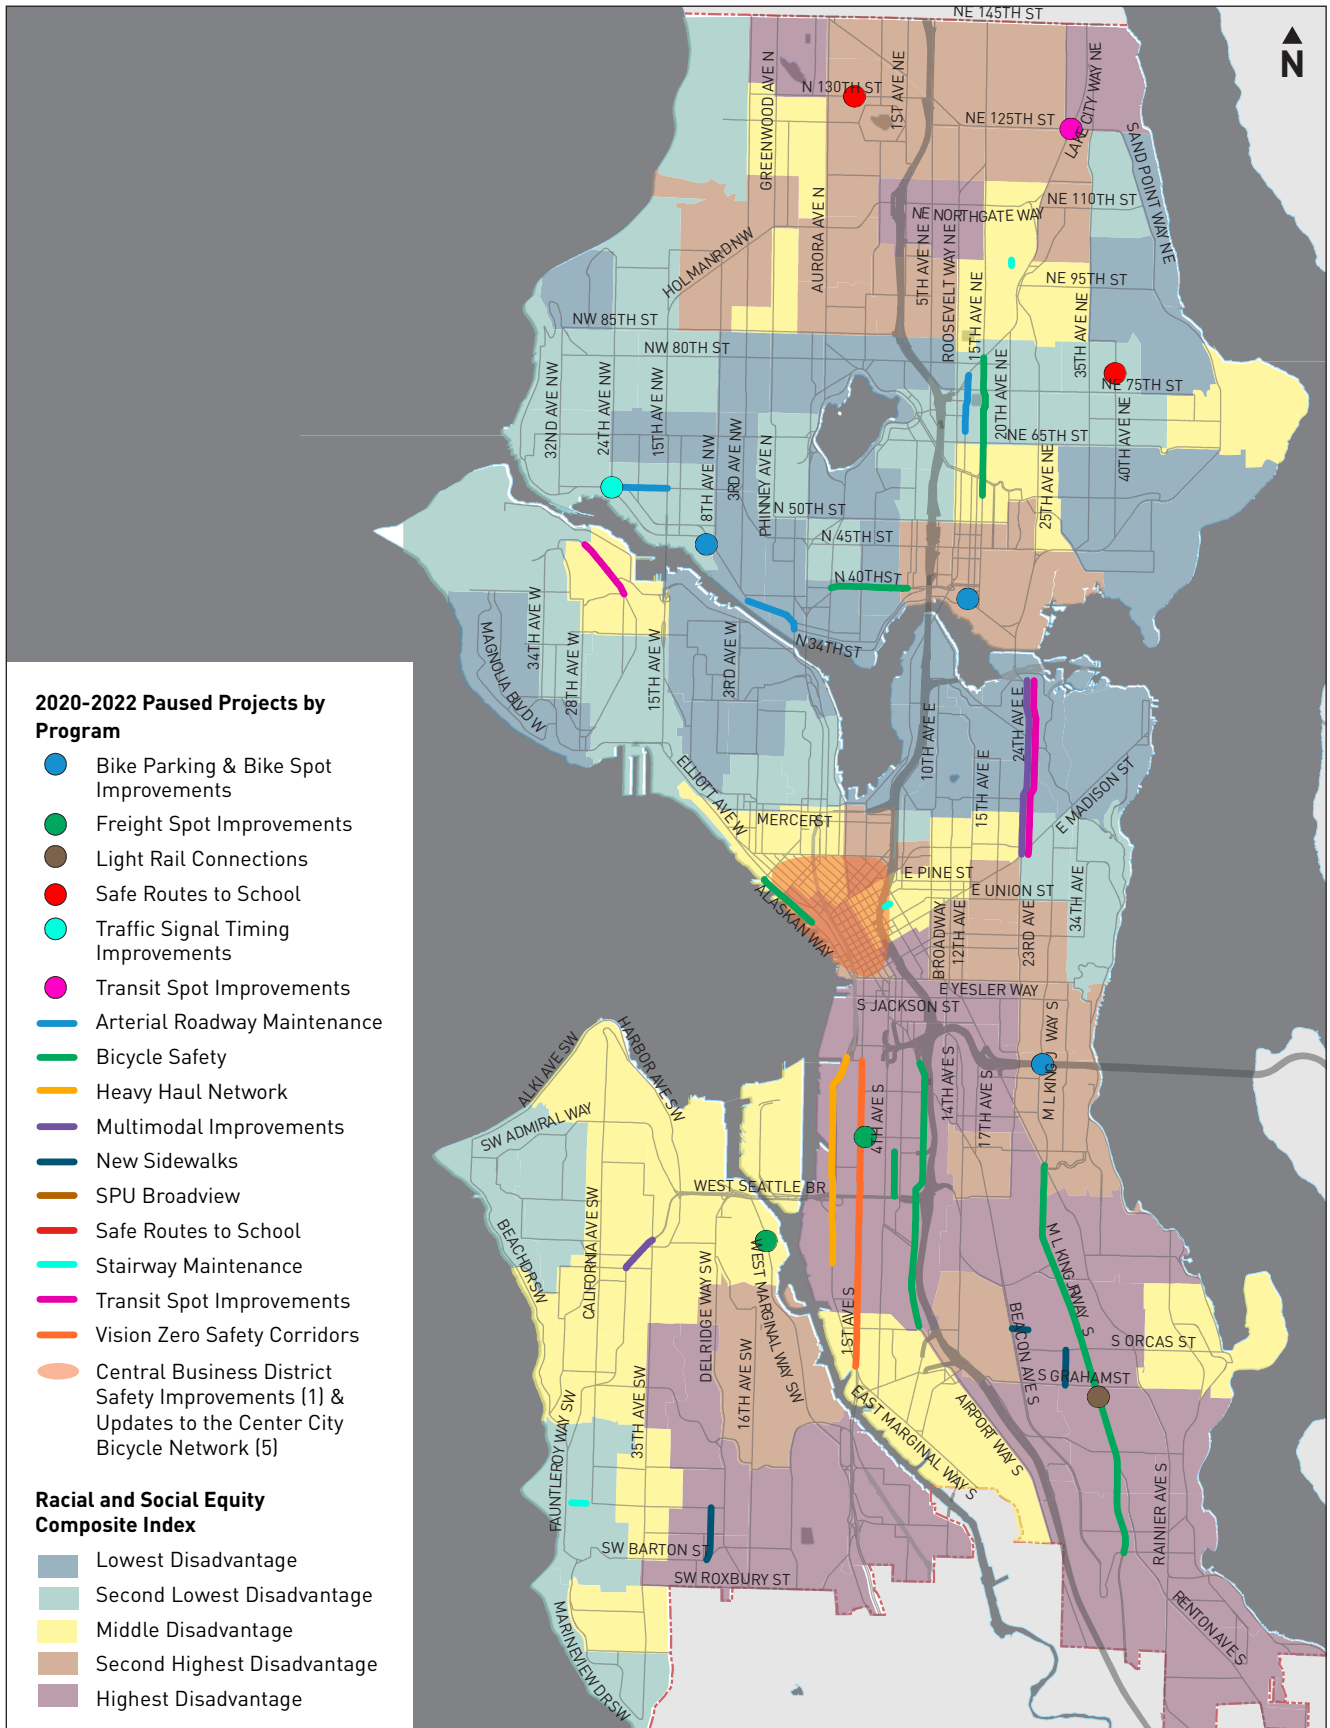 NE 145TH ST
N
GREENWOOD AVE N
N 130TH ST
1ST AVE NE
LAKE CITY WAY NE
NE 125TH ST
SAND POINT WAY NE
NE 110TH ST
NE NORTHGATE WAY
AURORA AVE N
HOLMAN RD NW
5TH AVE NE
ROOSEVELT WAY NE
15TH AVE NE
NE 95TH ST
35TH AVE NE
NW 85TH ST
NW 80TH ST
NE 75TH ST
32ND AVE NW
24TH AVE NW
15TH AVE NW
8TH AVE NW
3RD AVE NW
PHINNEY AVE N
20TH AVE NE
NE 65TH ST
40TH AVE NE
25TH AVE NE
N 50TH ST
N 45TH ST
N 40TH ST
N 34TH ST
MAGNOLIA BLVD W
34TH AVE W
28TH AVE W
15TH AVE W
3RD AVE W
10TH AVE E
24TH AVE E
15TH AVE E
E MADISON ST
ELLIOTT AVE W
MERCER ST
E PINE ST
E UNION ST
34TH AVE
ALASKAN WAY
BROADWAY
12TH AVE
23RD AVE
E YESLER WAY
S JACKSON ST
M L KING J WAY S
14TH AVE S
17TH AVE S
4TH AVE S
HARBOR AVE SW
ALKI AVE SW
SW ADMIRAL WAY
WEST SEATTLE BR
BEACH DR SW
CALIFORNIA AVE SW
DELRIDGE WAY SW
WEST MARGINAL WAY SW
16TH AVE SW
35TH AVE SW
1ST AVE S
M L KING JR WAY S
BEACON AVE S
S ORCAS ST
S GRAHAM ST
EAST MARGINAL WAY S
AIRPORT WAY S
RAINIER AVE S
FAUNTLEROY WAY SW
SW BARTON ST
SW ROXBURY ST
MARINE VIEW DR SW
RENTON AVE S
2020-2022 Paused Projects by
Program
Bike Parking & Bike Spot
Improvements
Freight Spot Improvements
Light Rail Connections
Safe Routes to School
Traffic Signal Timing
Improvements
Transit Spot Improvements
Arterial Roadway Maintenance
Bicycle Safety
Heavy Haul Network
Multimodal Improvements
New Sidewalks
SPU Broadview
Safe Routes to School
Stairway Maintenance
Transit Spot Improvements
Vision Zero Safety Corridors
Central Business District
Safety Improvements (1) &
Updates to the Center City
Bicycle Network (5)
Racial and Social Equity
Composite Index
Lowest Disadvantage
Second Lowest Disadvantage
Middle Disadvantage
Second Highest Disadvantage
Highest Disadvantage